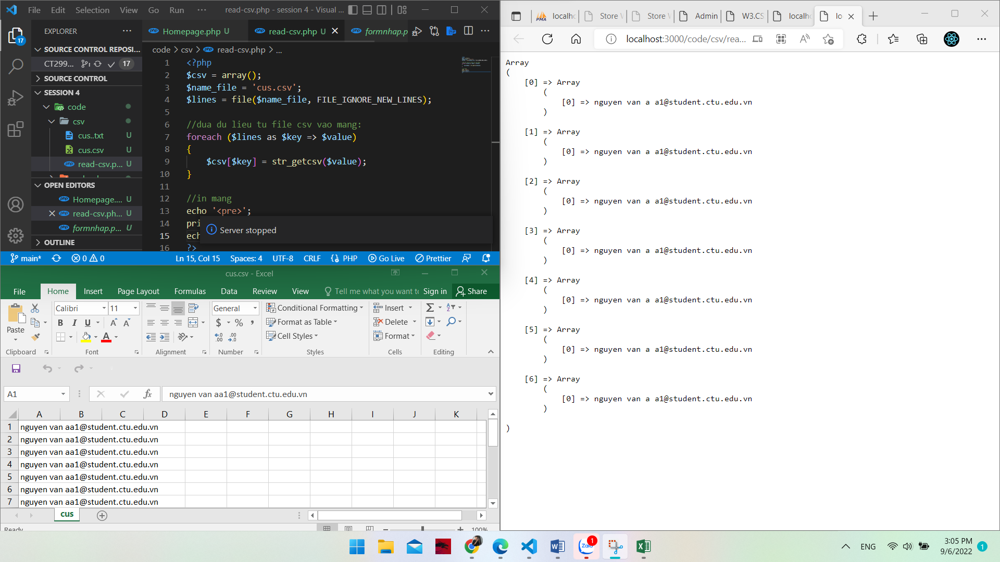 File Edit Selection View Go Run ··· read-csv.php - session 4 - Visual ...
EXPLORER ···
SOURCE CONTROL REPOSI...
CT299... 17
SOURCE CONTROL
SESSION 4
code
csv
cus..txt U
cus.csv U
read-csv.p... U
OPEN EDITORS
Homepage.... U
read-csv.ph... U
formnhap.p... U
OUTLINE
17
Homepage.php U
read-csv.php U
formnhap.p
code > csv > read-csv.php > ...
1 <?php
2 $csv = array();
3 $name_file = 'cus.csv';
4 $lines = file($name_file, FILE_IGNORE_NEW_LINES);
5
6 //dua du lieu tu file csv vao mang:
7 foreach ($lines as $key => $value)
8 {
9 $csv[$key] = str_getcsv($value);
10 }
11
12 //in mang
13 echo '<pre>';
14 pri
15 ech
16 ?>
Server stopped
main* 0 0 Ln 15, Col 15 Spaces: 4 UTF-8 CRLF PHP Go Live Prettier
cus.csv - Excel
File Home Insert Page Layout Formulas Data Review View Tell me what you want to Sign in Share
Paste
Clipboard
Calibri 11
B I U
Font
Alignment
General
$ % ,
Number
Conditional Formatting
Format as Table
Cell Styles
Styles
Insert
Delete
Format
Cells
Editing
A1 fx nguyen van aa1@student.ctu.edu.vn
A B C D E F G H I J K
1 nguyen van aa1@student.ctu.edu.vn
2 nguyen van aa1@student.ctu.edu.vn
3 nguyen van aa1@student.ctu.edu.vn
4 nguyen van aa1@student.ctu.edu.vn
5 nguyen van aa1@student.ctu.edu.vn
6 nguyen van aa1@student.ctu.edu.vn
7 nguyen van aa1@student.ctu.edu.vn
cus
Ready 100%
PMA localho Store Store Admin W3.CS localh lo
localhost:3000/code/csv/rea...
Array
(
[0] => Array
(
[0] => nguyen van a a1@student.ctu.edu.vn
)
[1] => Array
(
[0] => nguyen van a a1@student.ctu.edu.vn
)
[2] => Array
(
[0] => nguyen van a a1@student.ctu.edu.vn
)
[3] => Array
(
[0] => nguyen van a a1@student.ctu.edu.vn
)
[4] => Array
(
[0] => nguyen van a a1@student.ctu.edu.vn
)
[5] => Array
(
[0] => nguyen van a a1@student.ctu.edu.vn
)
[6] => Array
(
[0] => nguyen van a a1@student.ctu.edu.vn
)
)
Zalo 1
ENG
3:05 PM
9/6/2022
1